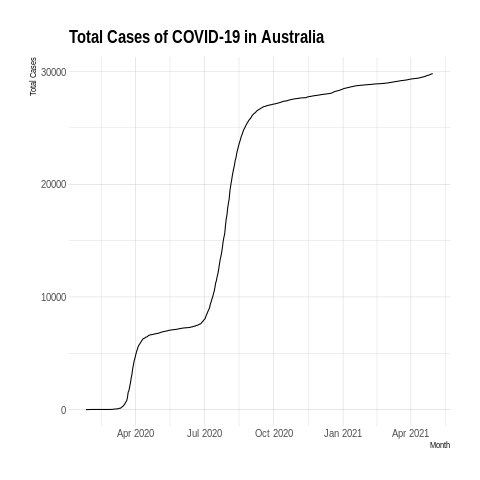 Total Cases of COVID-19 in Australia
Total Cases
30000
20000
10000
0
Apr 2020 Jul 2020 Oct 2020 Jan 2021 Apr 2021
Month